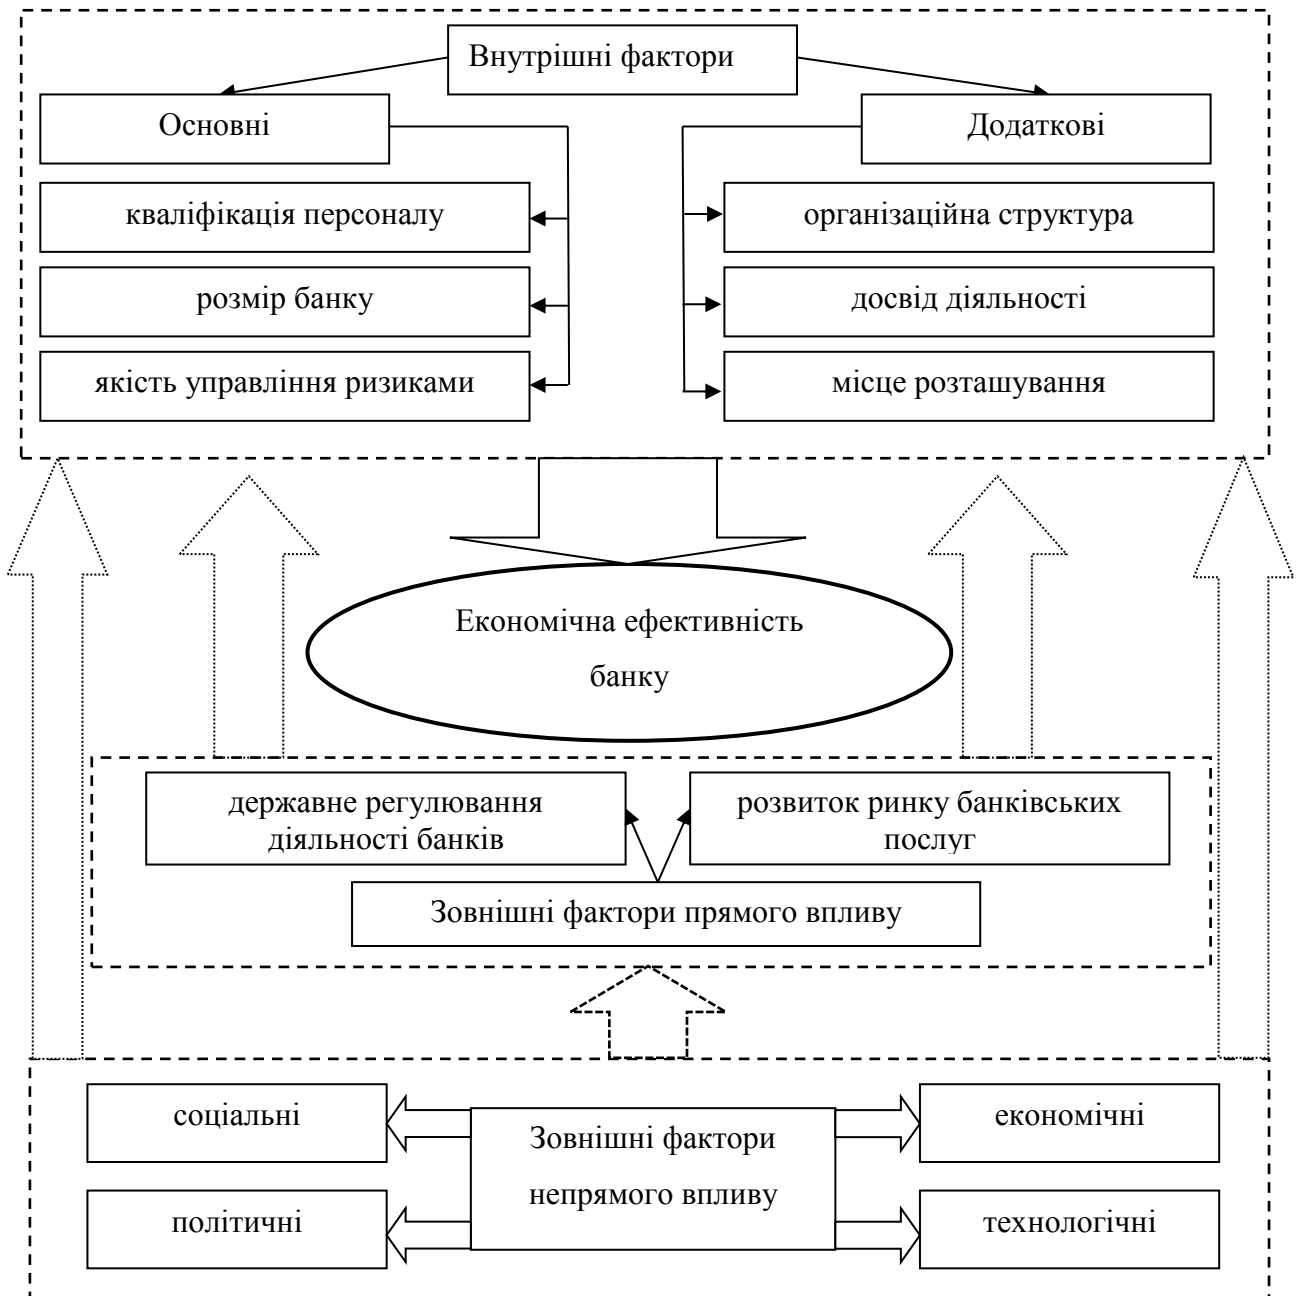 Внутрішні фактори
Основні
Додаткові
кваліфікація персоналу
організаційна структура
розмір банку
досвід діяльності
якість управління ризиками
місце розташування
Економічна ефективність
банку
державне регулювання
діяльності банків
розвиток ринку банківських
послуг
Зовнішні фактори прямого впливу
соціальні
Зовнішні фактори
непрямого впливу
економічні
політичні
технологічні